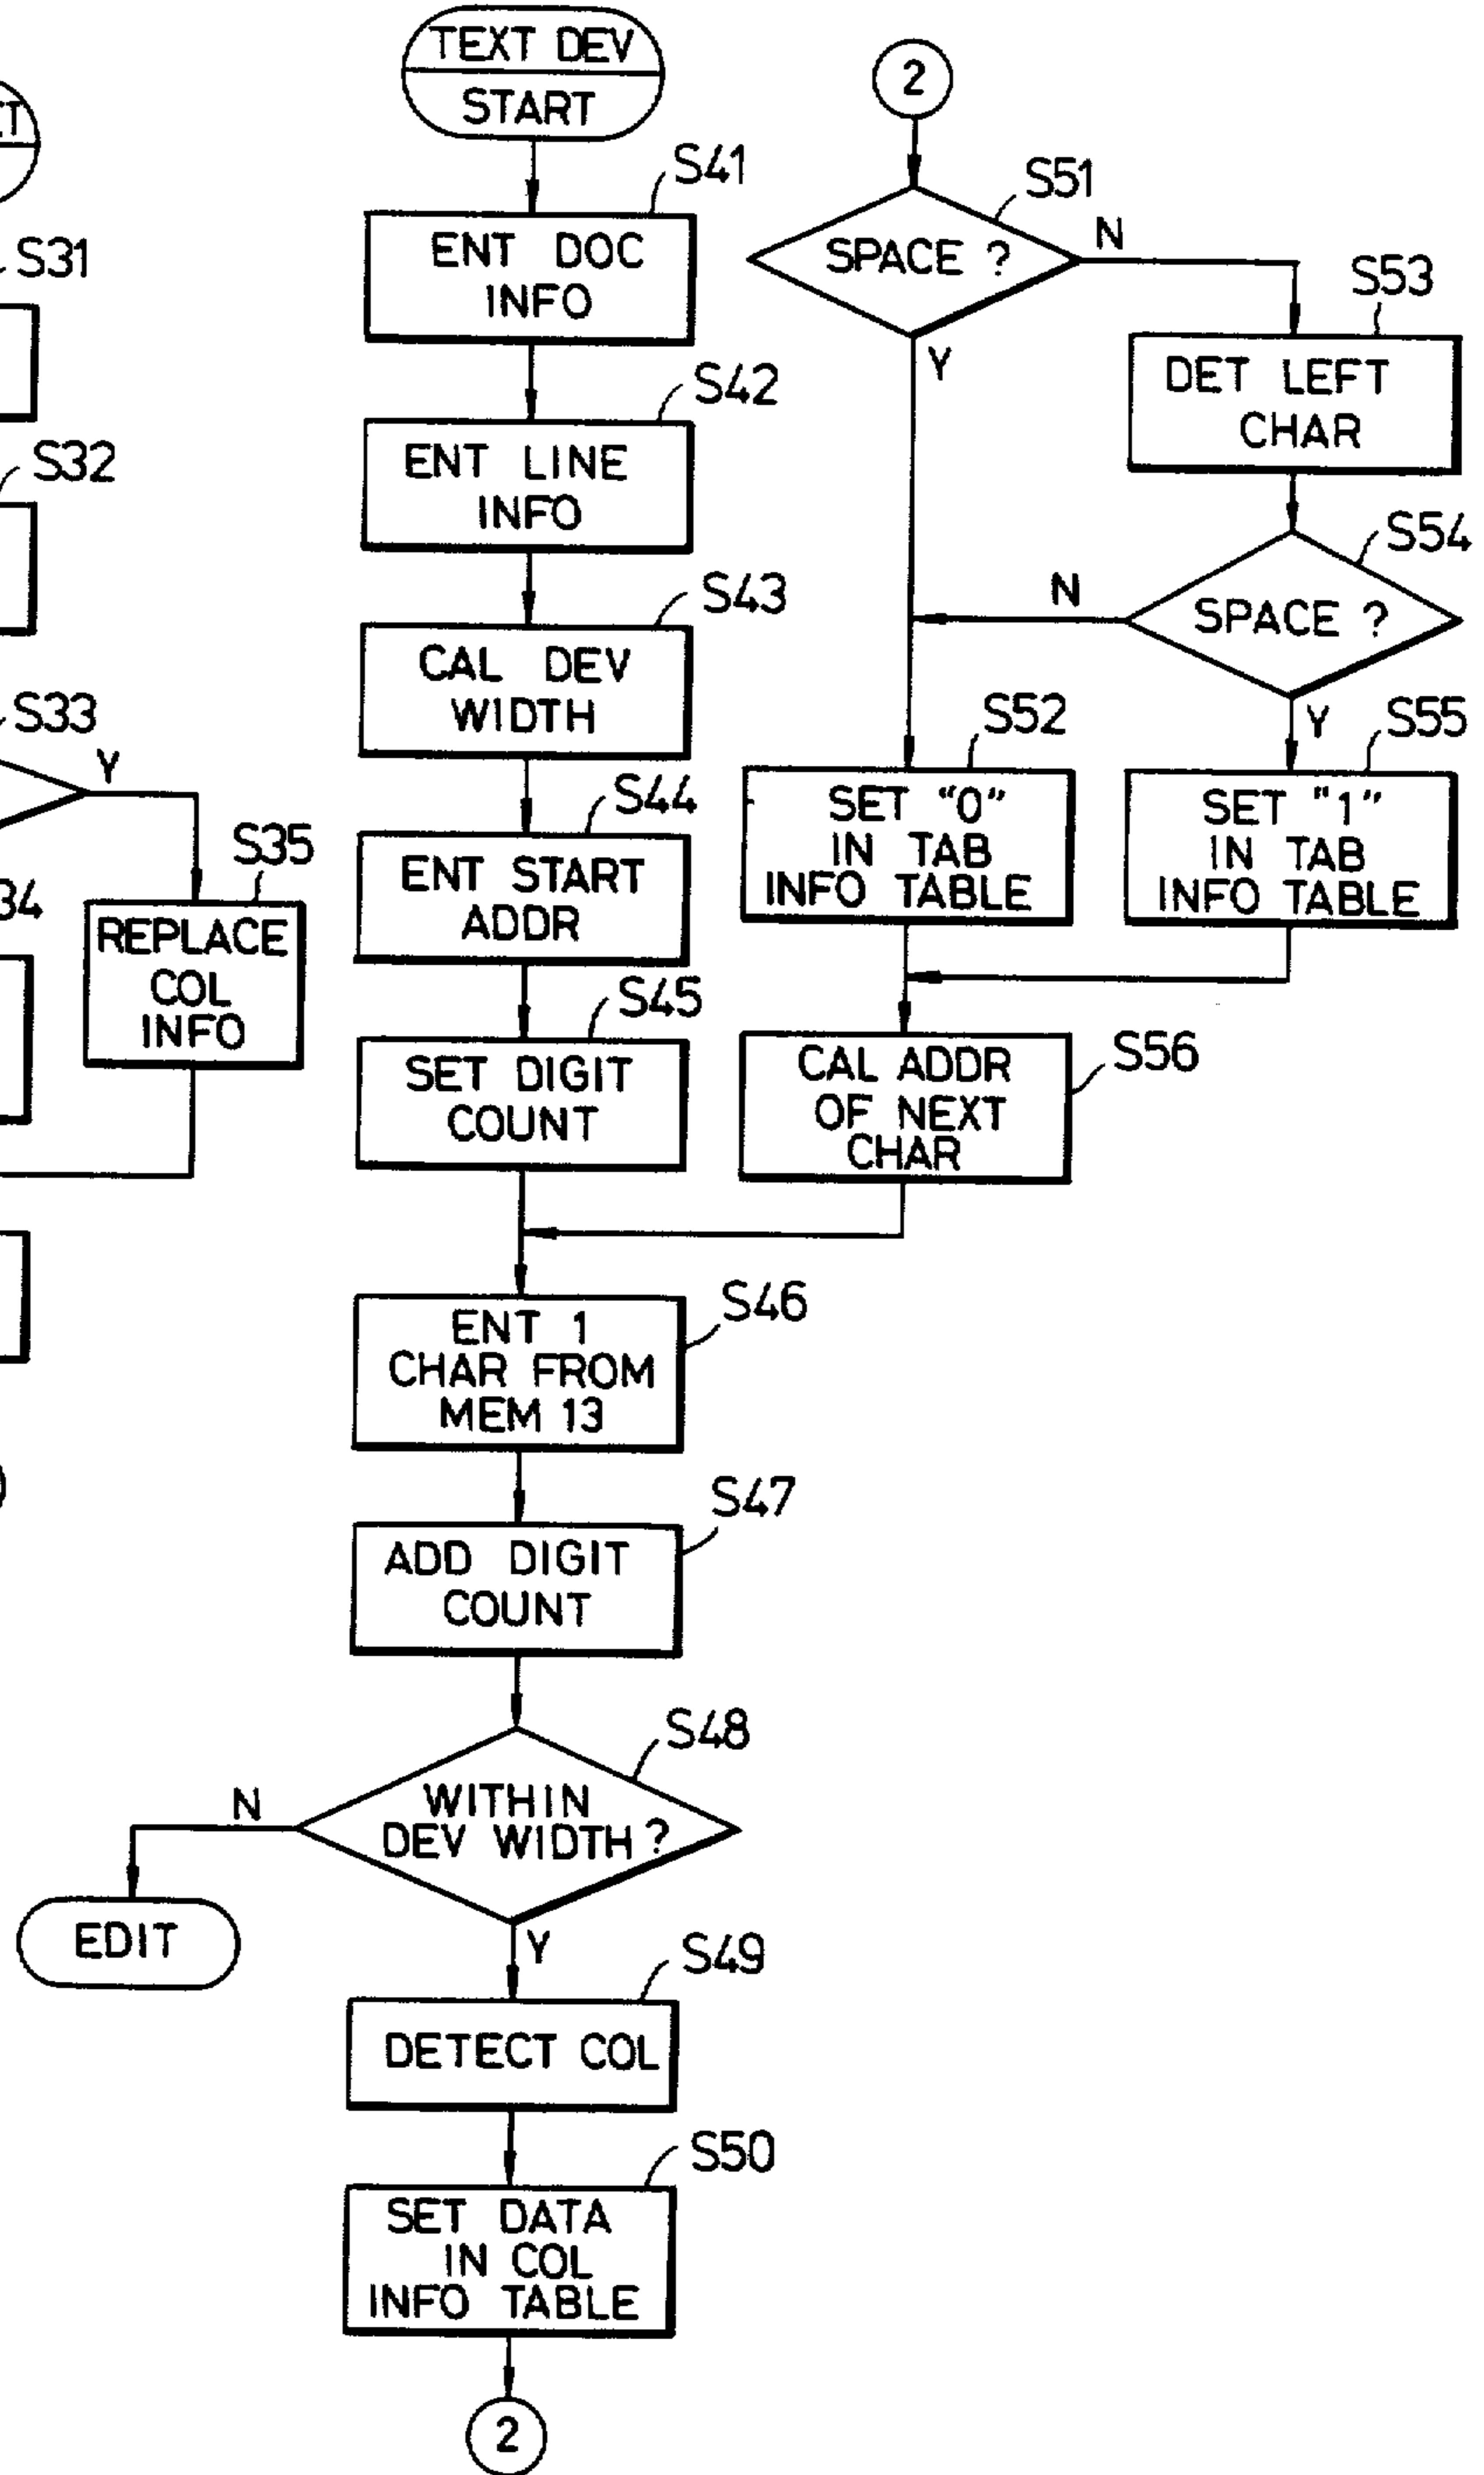 S31
S32
S33
Y
S35
REPLACE
COL
INFO
TEXT DEV
START
S41
ENT DOC
INFO
S42
ENT LINE
INFO
S43
CAL DEV
WIDTH
S44
ENT START
ADDR
S45
SET DIGIT
COUNT
S46
ENT 1
CHAR FROM
MEM 13
S47
ADD DIGIT
COUNT
S48
WITHIN
DEV WIDTH?
N
EDIT
Y
S49
DETECT COL
S50
SET DATA
IN COL
INFO TABLE
2
2
S51
SPACE ?
N
Y
S53
DET LEFT
CHAR
S54
SPACE ?
N
Y
S52
SET "0"
IN TAB
INFO TABLE
S55
SET "1"
IN TAB
INFO TABLE
S56
CAL ADDR
OF NEXT
CHAR